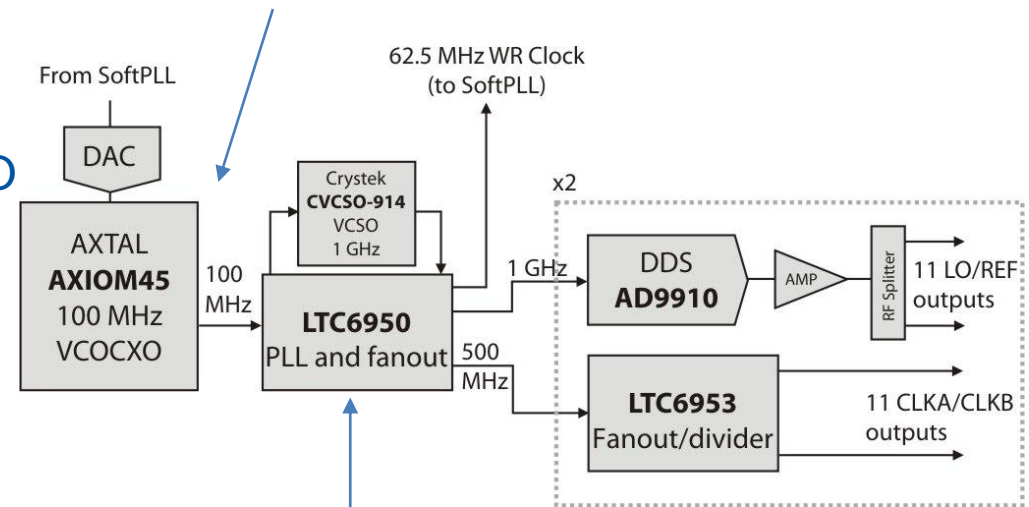 From SoftPLL
DAC
AXTAL
AXIOM45
100 MHz
VCOCXO
100
MHz
Crystek
CVCSO-914
VCSO
1 GHz
62.5 MHz WR Clock
(to SoftPLL)
LTC6950
PLL and fanout
1 GHz
500
MHz
x2
DDS
AD9910
AMP
RF Splitter
11 LO/REF
outputs
LTC6953
Fanout/divider
11 CLKA/CLKB
outputs